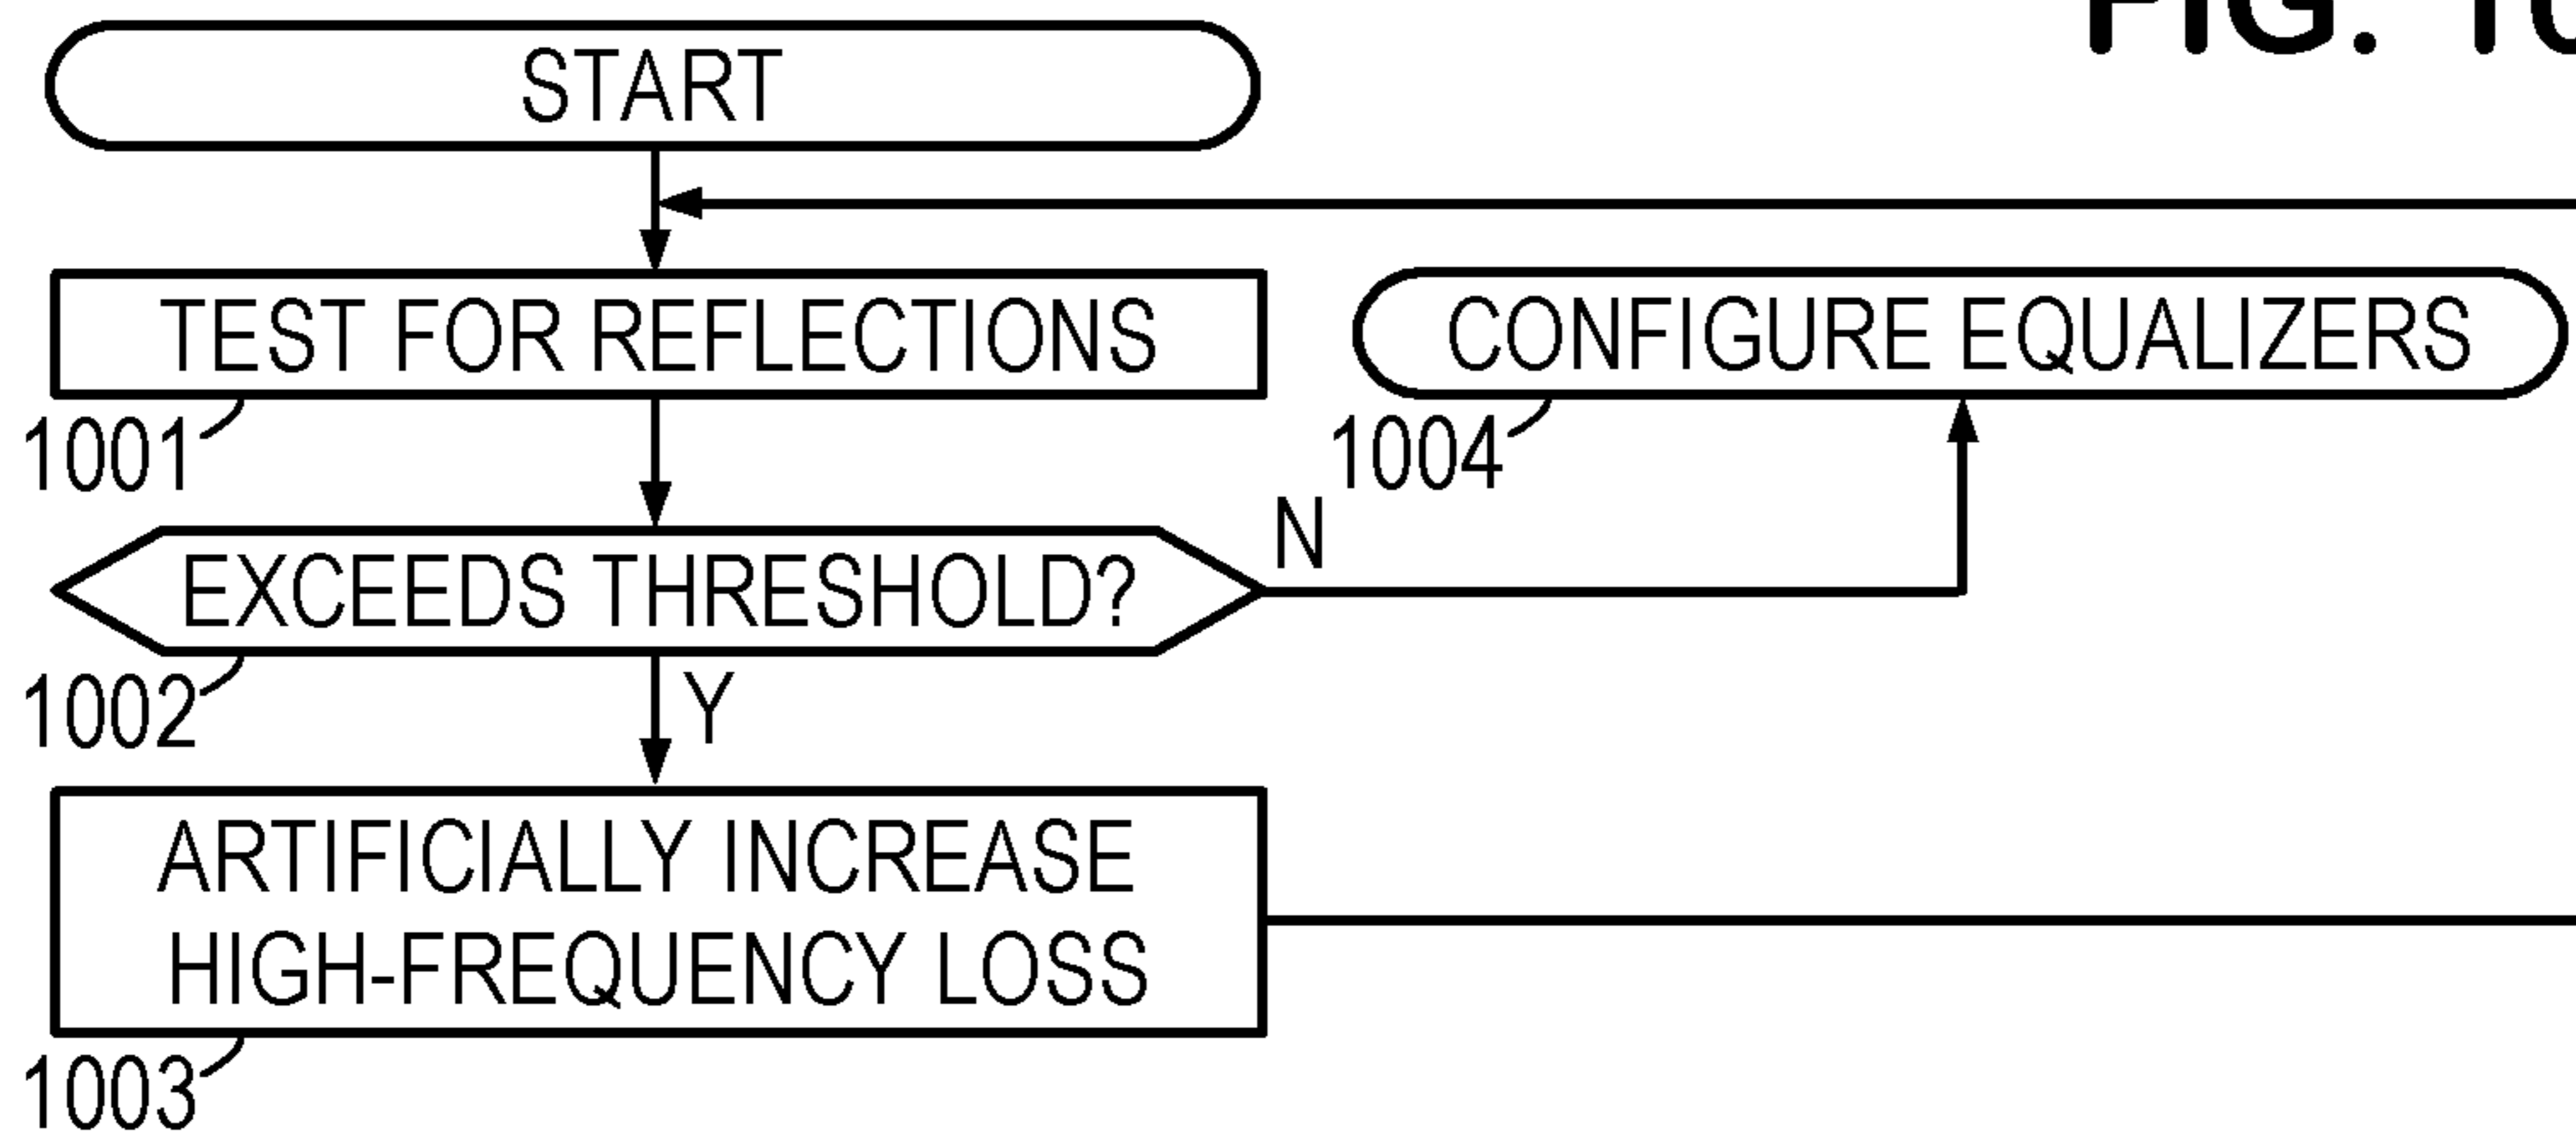 FIG. 10
START
TEST FOR REFLECTIONS
1001
CONFIGURE EQUALIZERS
1004
EXCEEDS THRESHOLD?
N
1002
Y
ARTIFICIALLY INCREASE
HIGH-FREQUENCY LOSS
1003